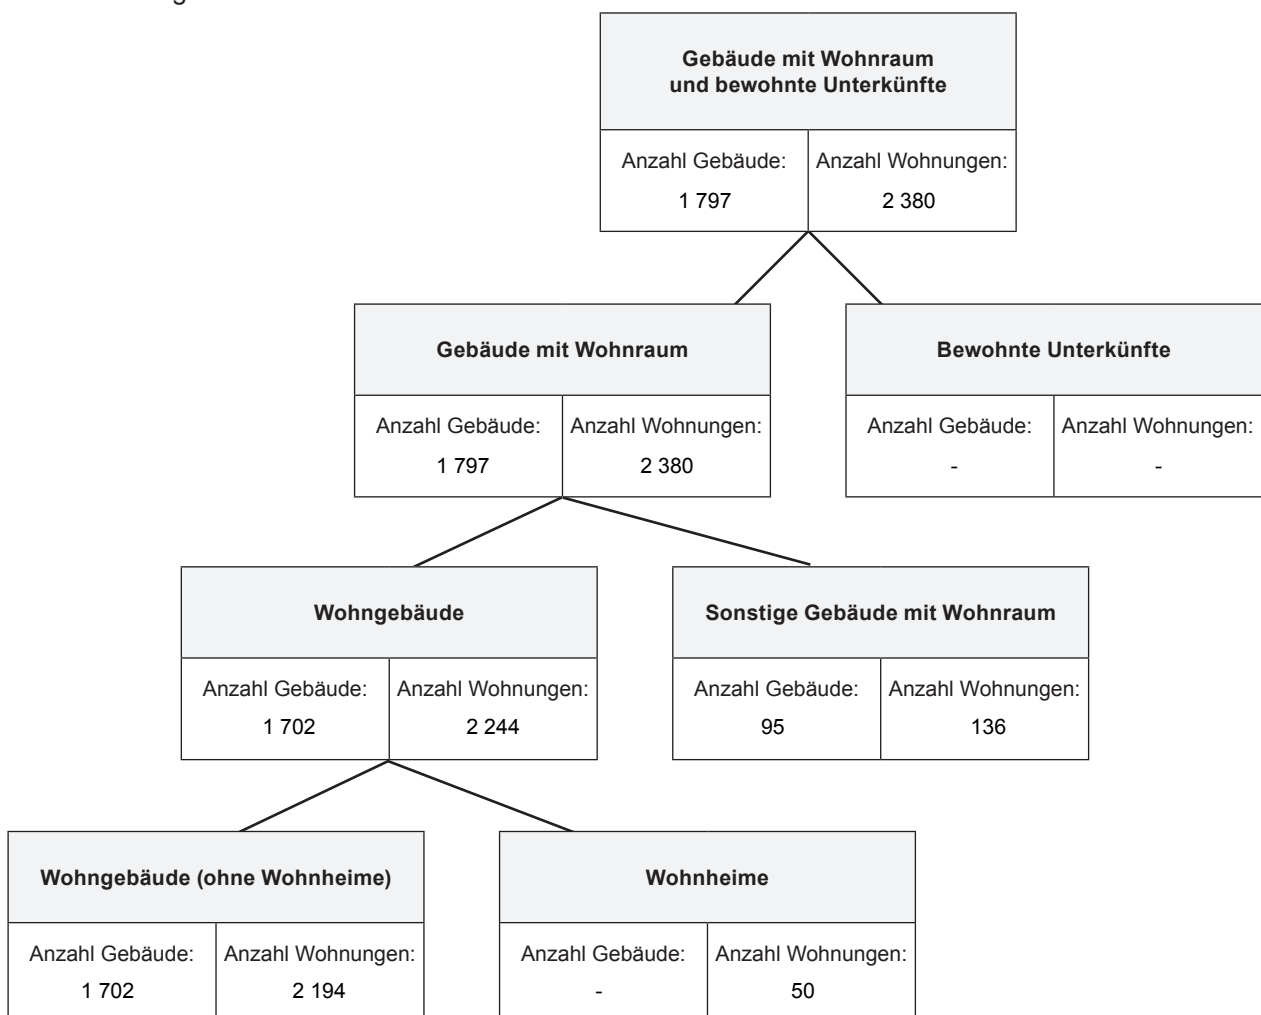 Gebäude mit Wohnraum
und bewohnte Unterkünfte
Anzahl Gebäude: Anzahl Wohnungen:
1 797 2 380
Gebäude mit Wohnraum Bewohnte Unterkünfte
Anzahl Gebäude: Anzahl Wohnungen: Anzahl Gebäude: Anzahl Wohnungen:
1 797 2 380 - -
Wohngebäude Sonstige Gebäude mit Wohnraum
Anzahl Gebäude: Anzahl Wohnungen: Anzahl Gebäude: Anzahl Wohnungen:
1 702 2 244 95 136
Wohngebäude (ohne Wohnheime) Wohnheime
Anzahl Gebäude: Anzahl Wohnungen: Anzahl Gebäude: Anzahl Wohnungen:
1 702 2 194 - 50